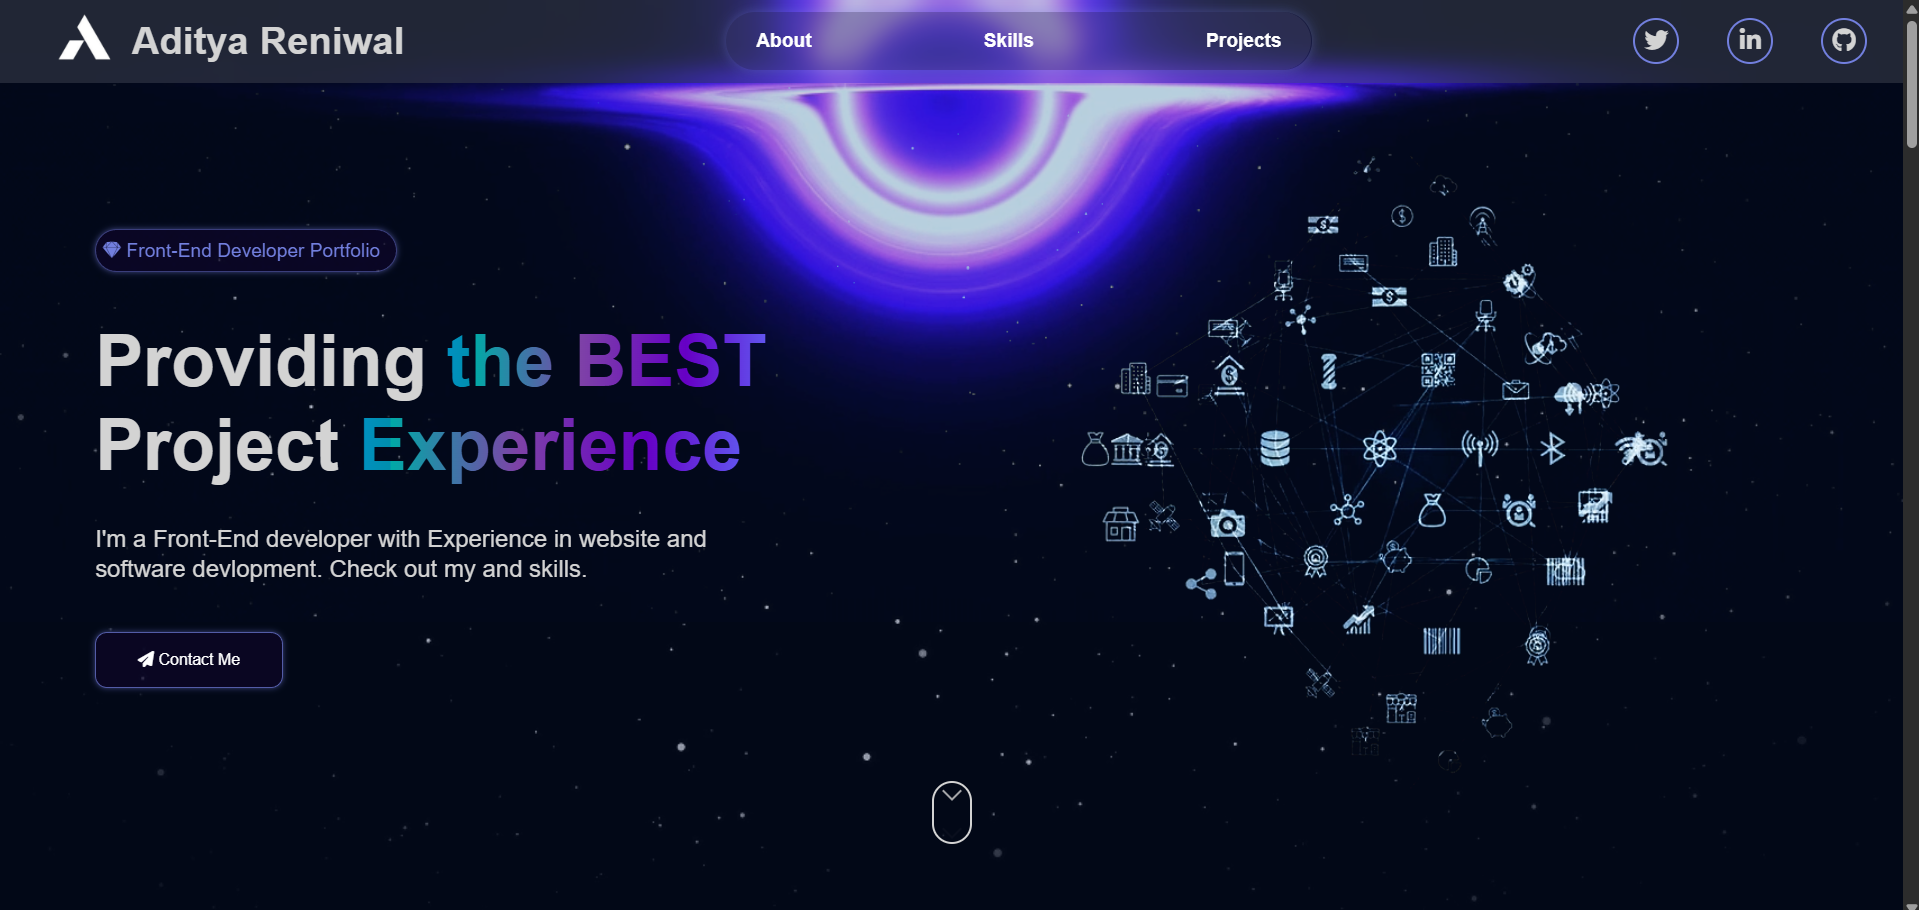 Aditya Reniwal
About Skills Projects
Front-End Developer Portfolio
Providing the BEST
Project Experience
I'm a Front-End developer with Experience in website and
software devlopment. Check out my and skills.
Contact Me